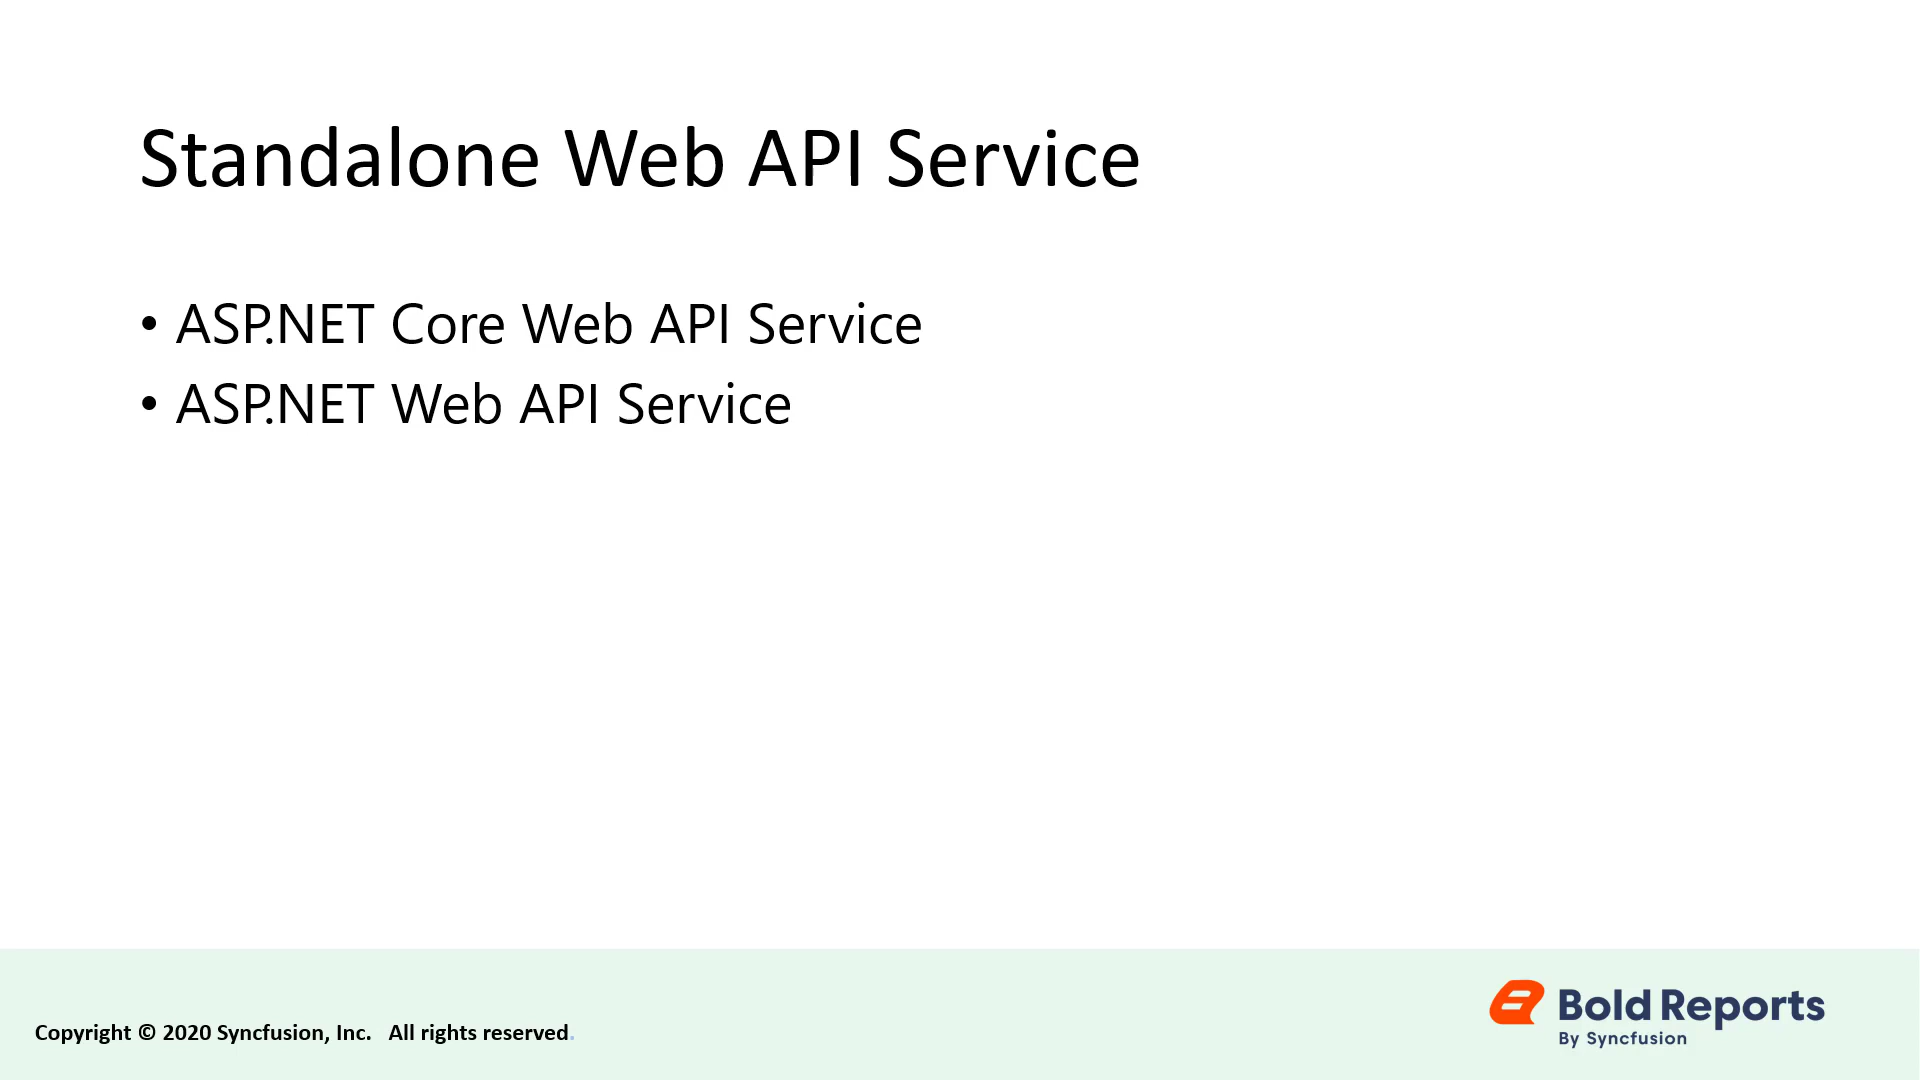 Standalone Web API Service
• ASP.NET Core Web API Service
• ASP.NET Web API Service
Copyright © 2020 Syncfusion, Inc.   All rights reserved.
Bold Reports
By Syncfusion